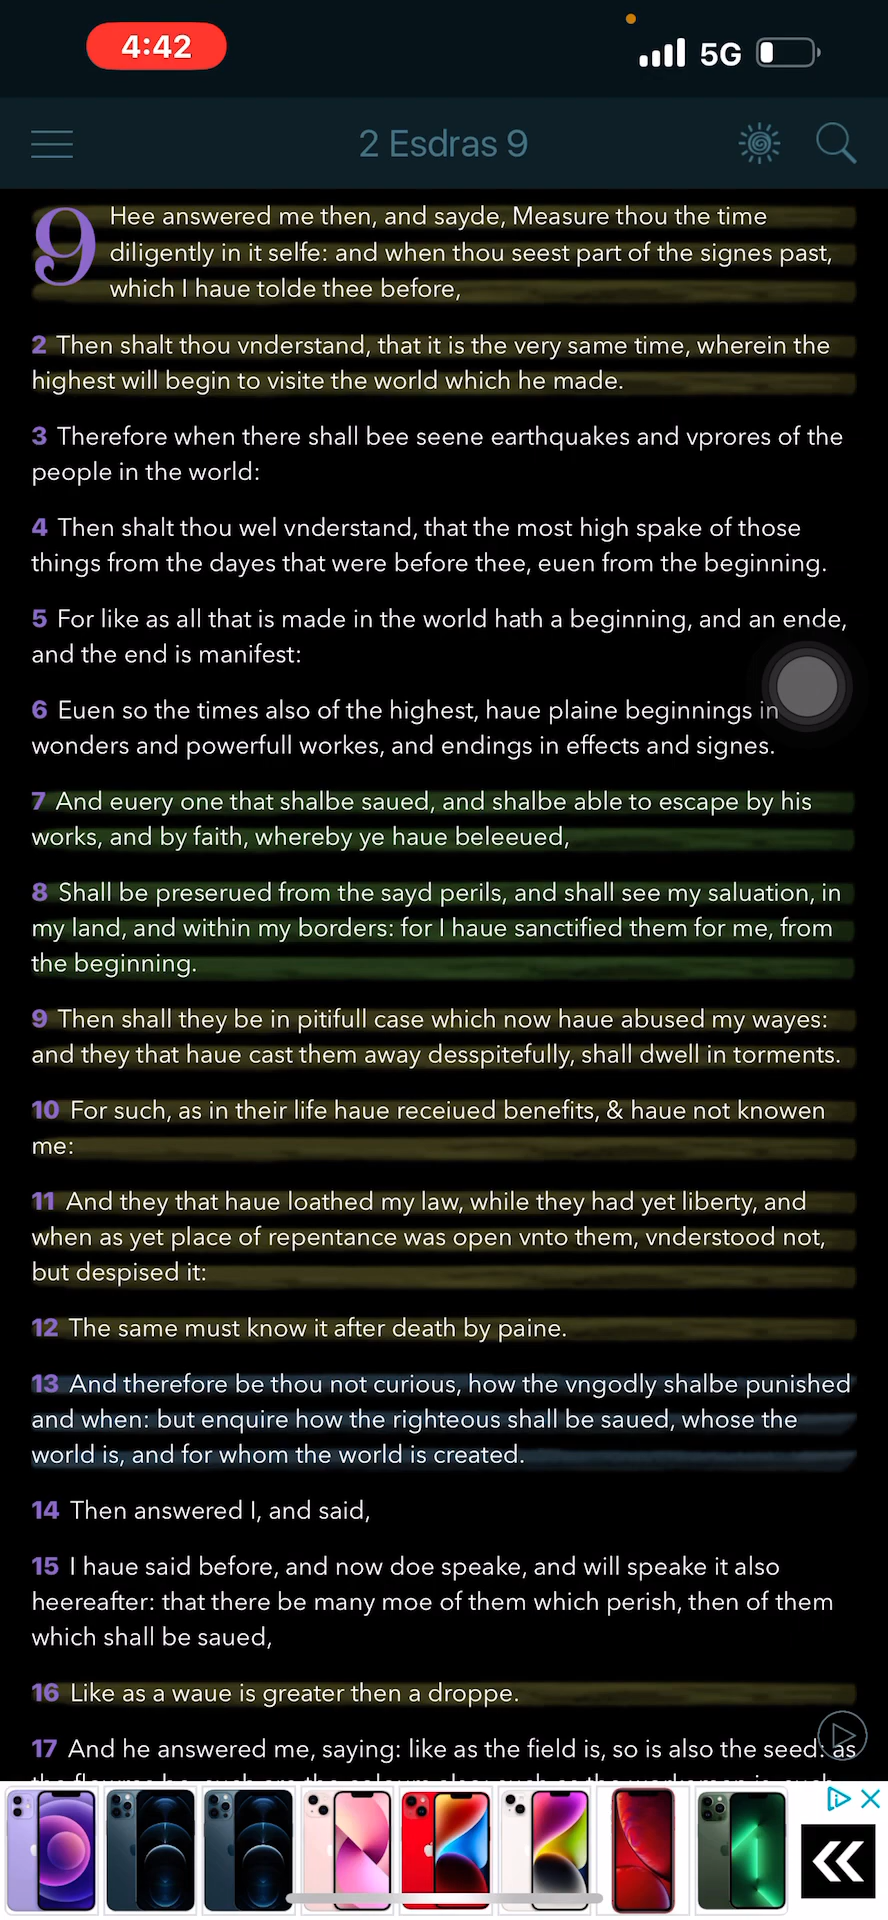 4:42
5G
2 Esdras 9
9 Hee answered me then, and sayde, Measure thou the time
diligently in it selfe: and when thou seest part of the signes past,
which I haue tolde thee before,
2 Then shalt thou vnderstand, that it is the very same time, wherein the
highest will begin to visite the world which he made.
3 Therefore when there shall bee seene earthquakes and vprores of the
people in the world:
4 Then shalt thou wel vnderstand, that the most high spake of those
things from the dayes that were before thee, euen from the beginning.
5 For like as all that is made in the world hath a beginning, and an ende,
and the end is manifest:
6 Euen so the times also of the highest, haue plaine beginnings in
wonders and powerfull workes, and endings in effects and signes.
7 And euery one that shalbe saued, and shalbe able to escape by his
works, and by faith, whereby ye haue beleeued,
8 Shall be preserued from the sayd perils, and shall see my saluation, in
my land, and within my borders: for I haue sanctified them for me, from
the beginning.
9 Then shall they be in pitifull case which now haue abused my wayes:
and they that haue cast them away desspitefully, shall dwell in torments.
10 For such, as in their life haue receiued benefits, & haue not knowen
me:
11 And they that haue loathed my law, while they had yet liberty, and
when as yet place of repentance was open vnto them, vnderstood not,
but despised it:
12 The same must know it after death by paine.
13 And therefore be thou not curious, how the vngodly shalbe punished
and when: but enquire how the righteous shall be saued, whose the
world is, and for whom the world is created.
14 Then answered I, and said,
15 I haue said before, and now doe speake, and will speake it also
heereafter: that there be many moe of them which perish, then of them
which shall be saued,
16 Like as a waue is greater then a droppe.
17 And he answered me, saying: like as the field is, so is also the seed: as